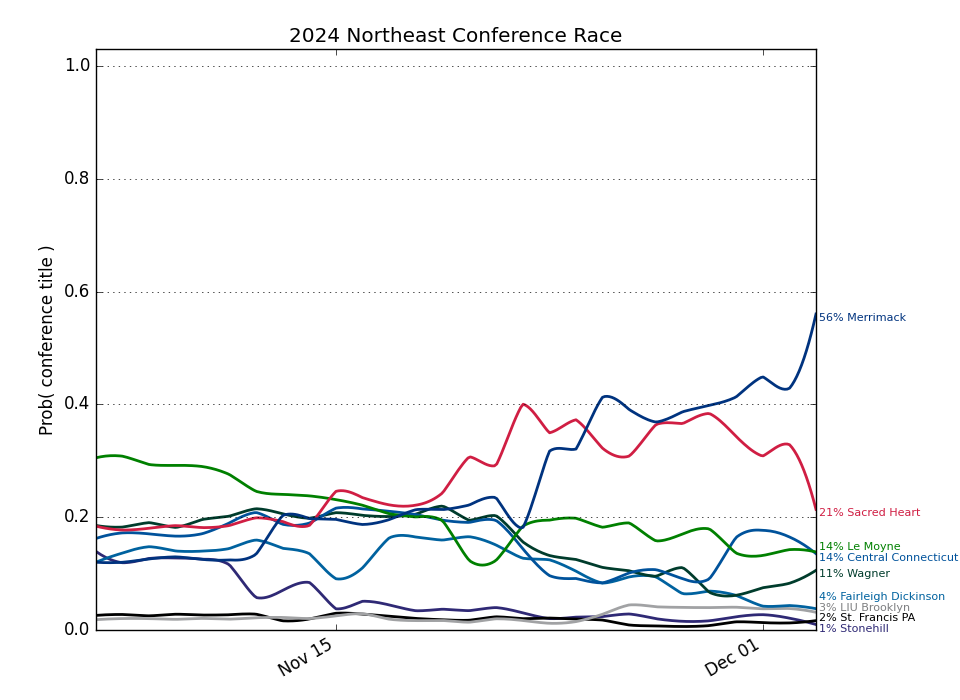 2024 Northeast Conference Race
Prob( conference title )
1.0
0.8
0.6
0.4
0.2
0.0
Nov 15
Dec 01
56% Merrimack
21% Sacred Heart
14% Le Moyne
14% Central Connecticut
11% Wagner
4% Fairleigh Dickinson
3% LIU Brooklyn
2% St. Francis PA
1% Stonehill